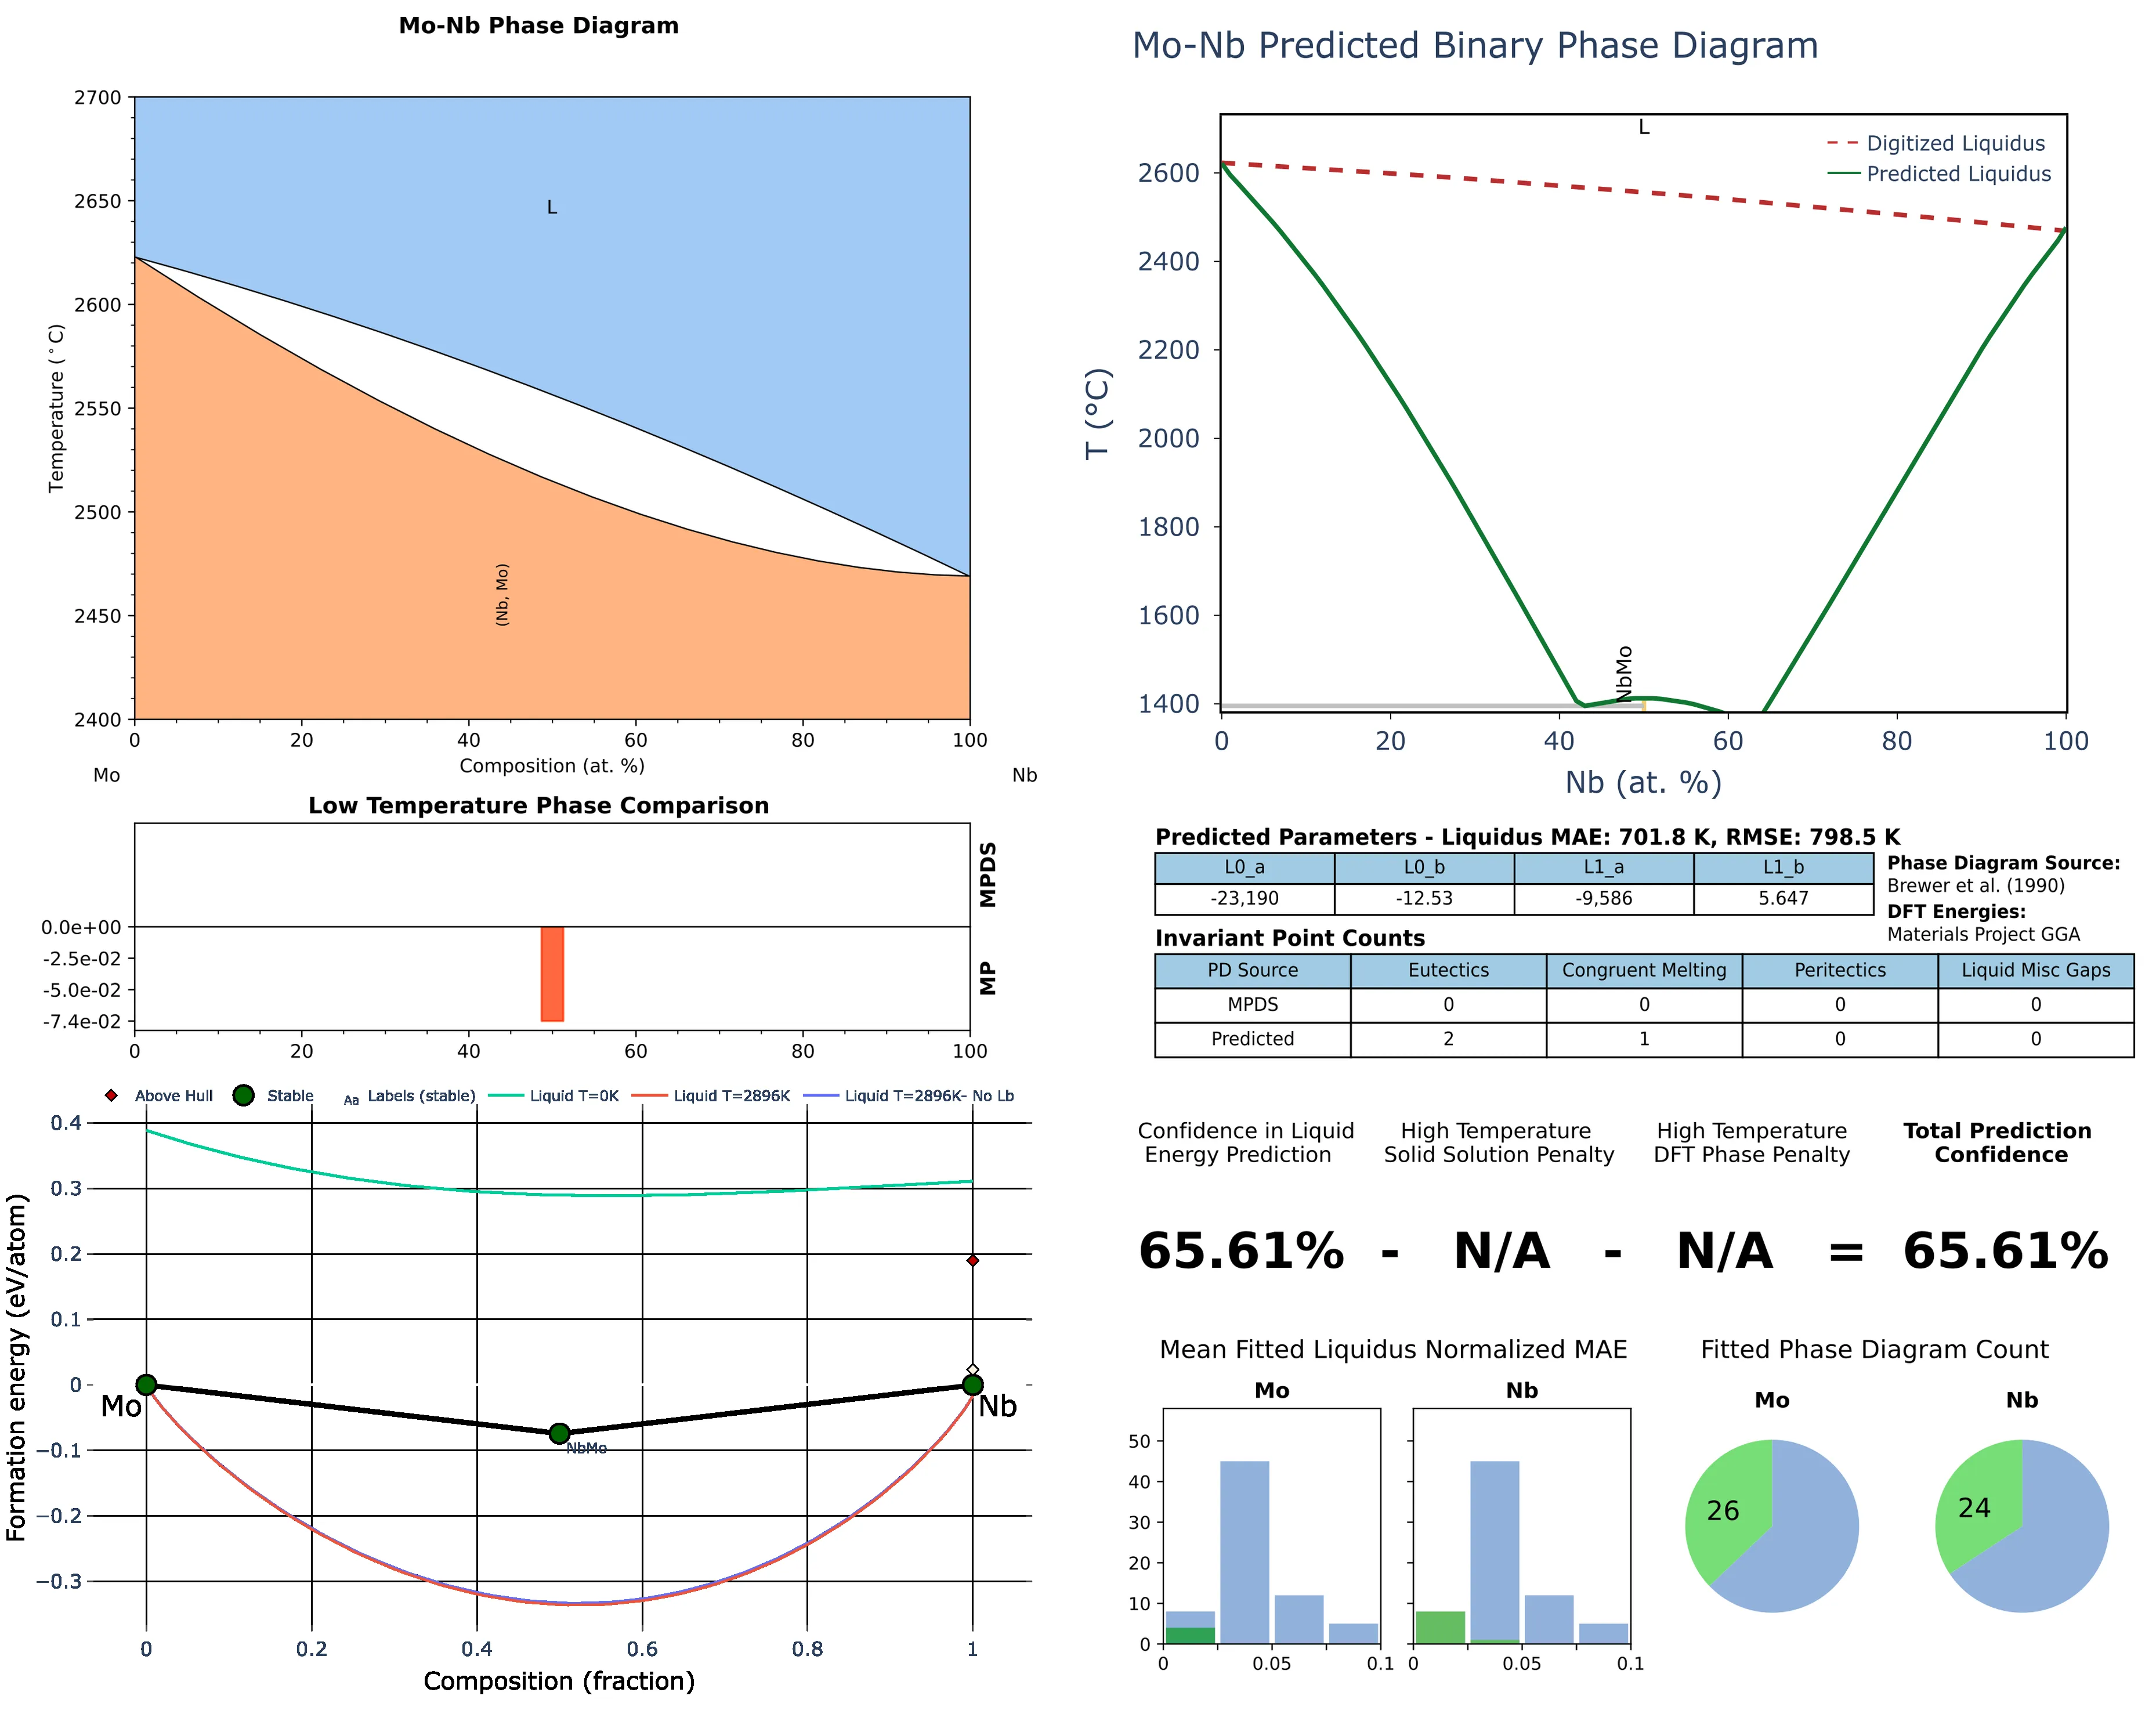 Mo-Nb Phase Diagram
2700
2650
2600
2550
2500
2450
2400
Temperature (°C)
L
(Nb, Mo)
0 20 40 60 80 100
Composition (at. %)
Mo Nb
Low Temperature Phase Comparison
0.0e+00
-2.5e-02
-5.0e-02
-7.4e-02
MPDS
MP
0 20 40 60 80 100
Above Hull Stable Aa Labels (stable) Liquid T=0K Liquid T=2896K Liquid T=2896K- No Lb
0.4
0.3
0.2
0.1
0
−0.1
−0.2
−0.3
Formation energy (eV/atom)
Mo
NbMo
Nb
0 0.2 0.4 0.6 0.8 1
Composition (fraction)
Mo-Nb Predicted Binary Phase Diagram
L
Digitized Liquidus
Predicted Liquidus
2600
2400
2200
2000
1800
1600
1400
T (°C)
NbMo
0 20 40 60 80 100
Nb (at. %)
Predicted Parameters - Liquidus MAE: 701.8 K, RMSE: 798.5 K
L0_a L0_b L1_a L1_b
-23,190 -12.53 -9,586 5.647
Phase Diagram Source:
Brewer et al. (1990)
DFT Energies:
Materials Project GGA
Invariant Point Counts
PD Source Eutectics Congruent Melting Peritectics Liquid Misc Gaps
MPDS 0 0 0 0
Predicted 2 1 0 0
Confidence in Liquid
Energy Prediction
High Temperature
Solid Solution Penalty
High Temperature
DFT Phase Penalty
Total Prediction
Confidence
65.61% - N/A - N/A = 65.61%
Mean Fitted Liquidus Normalized MAE
Mo Nb
50
40
30
20
10
0
0 0.05 0.1 0 0.05 0.1
Fitted Phase Diagram Count
Mo Nb
26 24